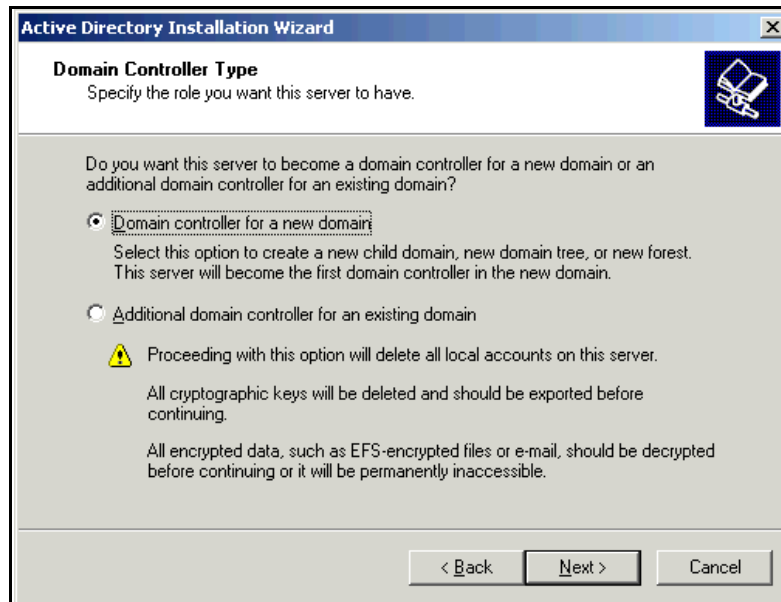 Active Directory Installation Wizard
Domain Controller Type
Specify the role you want this server to have.
Do you want this server to become a domain controller for a new domain or an
additional domain controller for an existing domain?
Domain controller for a new domain
Select this option to create a new child domain, new domain tree, or new forest.
This server will become the first domain controller in the new domain.
Additional domain controller for an existing domain
Proceeding with this option will delete all local accounts on this server.
All cryptographic keys will be deleted and should be exported before
continuing.
All encrypted data, such as EFS-encrypted files or e-mail, should be decrypted
before continuing or it will be permanently inaccessible.
< Back Next > Cancel